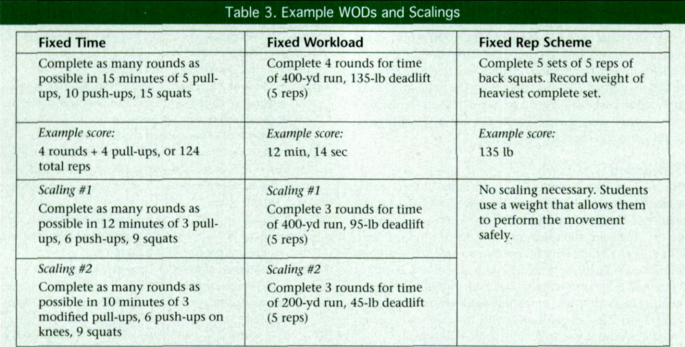 Table 3. Example WODs and Scalings
Fixed Time
Fixed Workload
Fixed Rep Scheme
Complete as many rounds as
possible in 15 minutes of 5 pull-
ups, 10 push-ups, 15 squats
Complete 4 rounds for time
of 400-yd run, 135-lb deadlift
(5 reps)
Complete 5 sets of 5 reps of
back squats. Record weight of
heaviest complete set.
Example score:
4 rounds + 4 pull-ups, or 124
total reps
Example score:
12 min, 14 sec
Example score:
135 lb
Scaling #1
Complete as many rounds as
possible in 12 minutes of 3 pull-
ups, 6 push-ups, 9 squats
Scaling #1
Complete 3 rounds for time
of 400-yd run, 95-lb deadlift
(5 reps)
No scaling necessary. Students
use a weight that allows them
to perform the movement
safely.
Scaling #2
Complete as many rounds as
possible in 10 minutes of 3
modified pull-ups, 6 push-ups on
knees, 9 squats
Scaling #2
Complete 3 rounds for time
of 200-yd run, 45-lb deadlift
(5 reps)